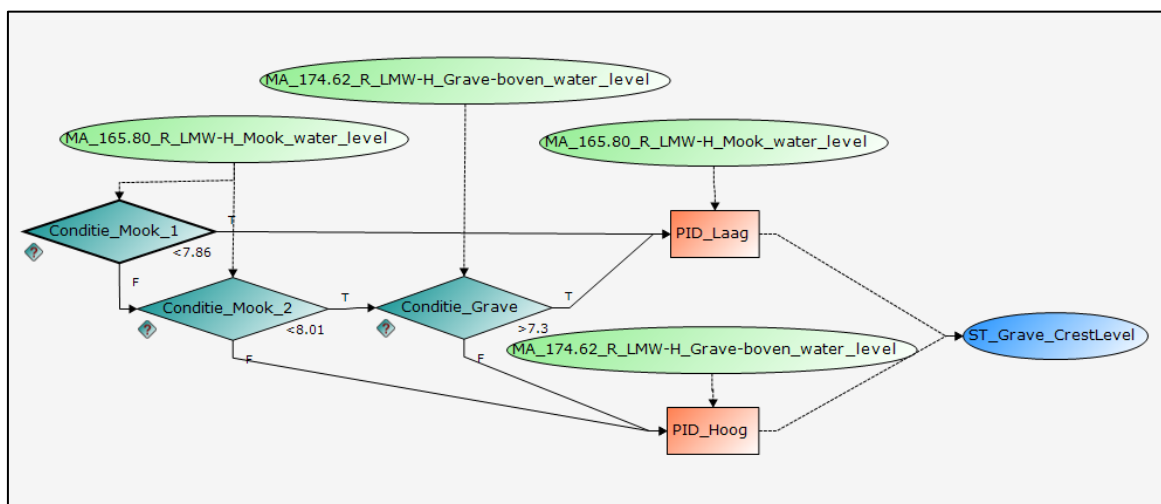 MA_174.62_R_LMW-H_Grave-boven_water_level
MA_165.80_R_LMW-H_Mook_water_level
MA_165.80_R_LMW-H_Mook_water_level
Conditie_Mook_1
T
<7.86
PID_Laag
F
Conditie_Mook_2
T
<8.01
Conditie_Grave
T
>7.3
ST_Grave_CrestLevel
F
F
MA_174.62_R_LMW-H_Grave-boven_water_level
PID_Hoog
?
?
?